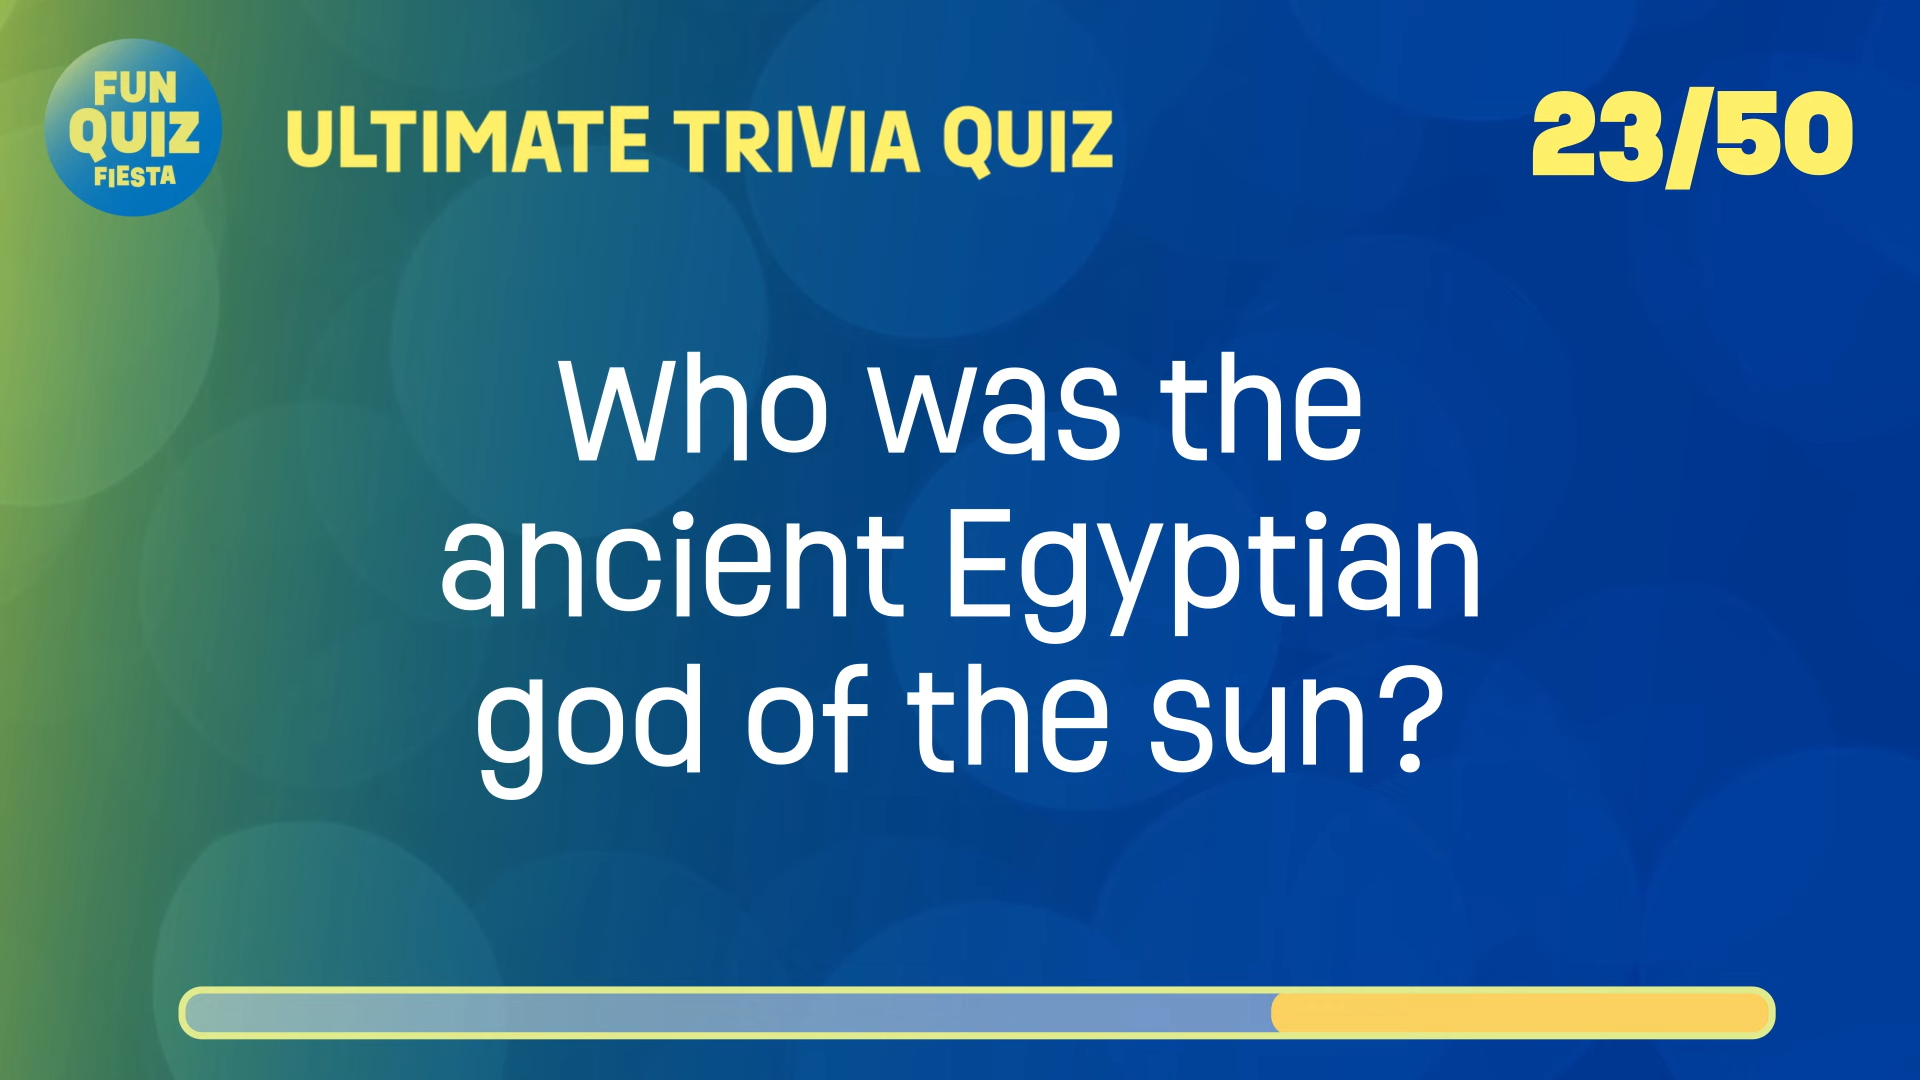 FUN
QUIZ
FIESTA
ULTIMATE TRIVIA QUIZ
23/50
Who was the
ancient Egyptian
god of the sun?